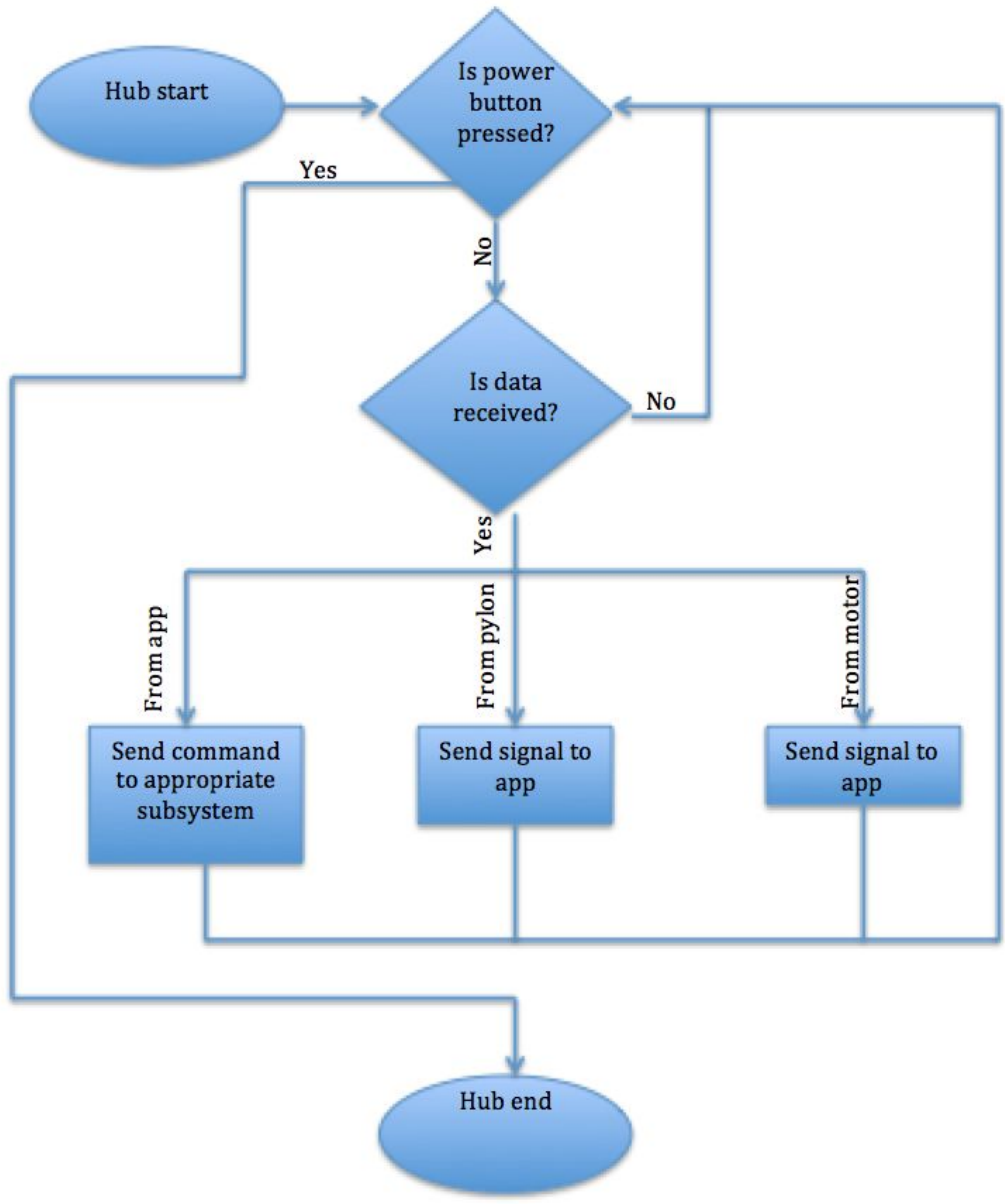 Hub start
Is power
button
pressed?
Yes
No
Is data
received?
No
Yes
From app
From pylon
From motor
Send command
to appropriate
subsystem
Send signal to
app
Send signal to
app
Hub end